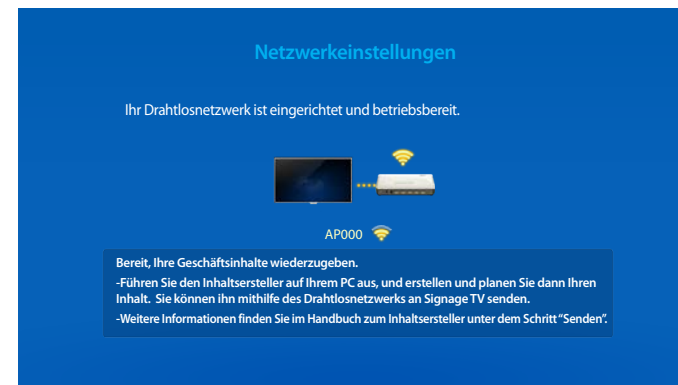 Netzwerkeinstellungen
Ihr Drahtlosnetzwerk ist eingerichtet und betriebsbereit.
AP000
Bereit, Ihre Geschäftsinhalte wiederzugeben.
-Führen Sie den Inhaltsersteller auf Ihrem PC aus, und erstellen und planen Sie dann Ihren
Inhalt. Sie können ihn mithilfe des Drahtlosnetzwerks an Signage TV senden.
-Weitere Informationen finden Sie im Handbuch zum Inhaltsersteller unter dem Schritt “Senden”.